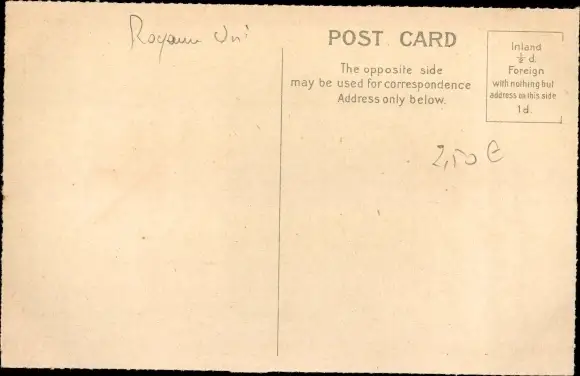 Royaume Uni
POST CARD
The opposite side
may be used for correspondence
Address only below.
Inland
½ d.
Foreign
with nothing but
address on this side
1d.
2,50 €